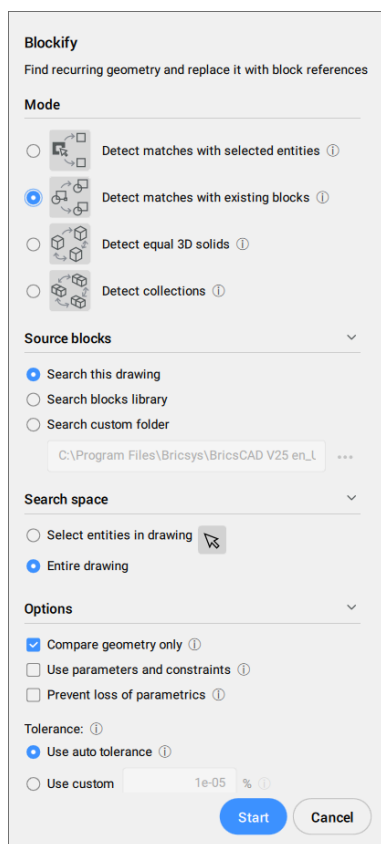 Blockify
Find recurring geometry and replace it with block references
Mode
Detect matches with selected entities
Detect matches with existing blocks
Detect equal 3D solids
Detect collections
Source blocks
Search this drawing
Search blocks library
Search custom folder
C:\Program Files\Bricsys\BricsCAD V25 en_U
Search space
Select entities in drawing
Entire drawing
Options
Compare geometry only
Use parameters and constraints
Prevent loss of parametrics
Tolerance:
Use auto tolerance
Use custom 1e-05 %
Start Cancel